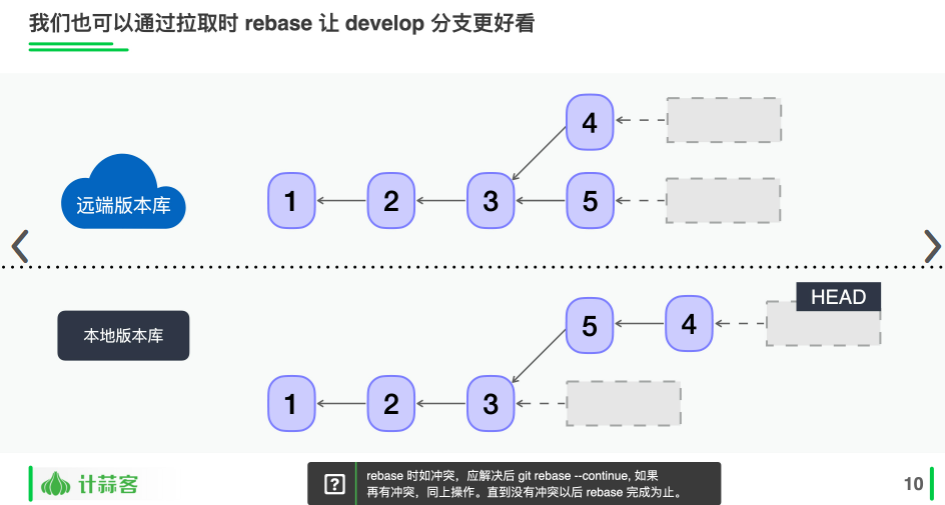 我们也可以通过拉取时 rebase 让 develop 分支更好看
4
远端版本库
1
2
3
5
HEAD
5
4
本地版本库
1
2
3
计蒜客
rebase 时如冲突，应解决后 git rebase --continue, 如果
再有冲突，同上操作。直到没有冲突以后 rebase 完成为止。
10